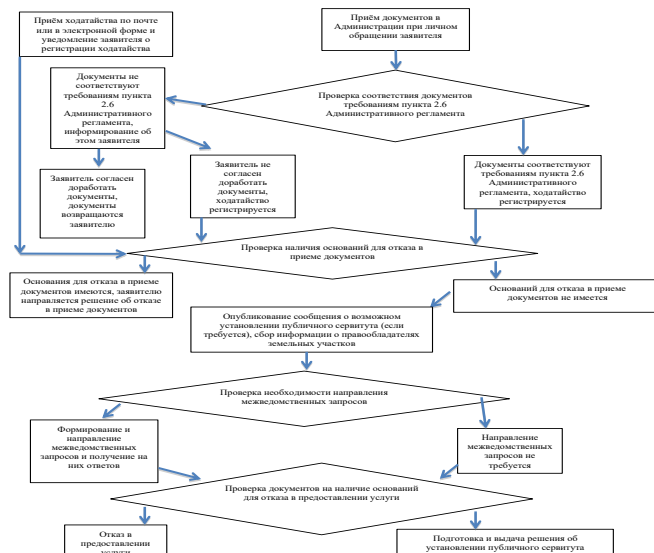 Приём ходатайства по почте
или в электронной форме и
уведомление заявителя о
регистрации ходатайства
Приём документов в
Администрации при личном
обращении заявителя
Документы не
соответствуют
требованиям пункта
2.6
Административного
регламента,
информирование об
этом заявителя
Проверка соответствия документов
требованиям пункта 2.6
Административного регламента
Заявитель согласен
доработать
документы,
документы
возвращаются
заявителю
Заявитель не
согласен
доработать
документы,
ходатайство
регистрируется
Документы соответствуют
требованиям пункта 2.6
Административного
регламента, ходатайство
регистрируется
Проверка наличия оснований для отказа в
приеме документов
Основания для отказа в приеме
документов имеются, заявителю
направляется решение об отказе
в приеме документов
Оснований для отказа в приеме
документов не имеется
Опубликование сообщения о возможном
установлении публичного сервитута (если
требуется), сбор информации о правообладателях
земельных участков
Проверка необходимости направления
межведомственных запросов
Формирование и
направление
межведомственных
запросов и получение на
них ответов
Направление
межведомственных
запросов не
требуется
Проверка документов на наличие оснований
для отказа в предоставлении услуги
Отказ в
предоставлении
услуги
Подготовка и выдача решения об
установлении публичного сервитута